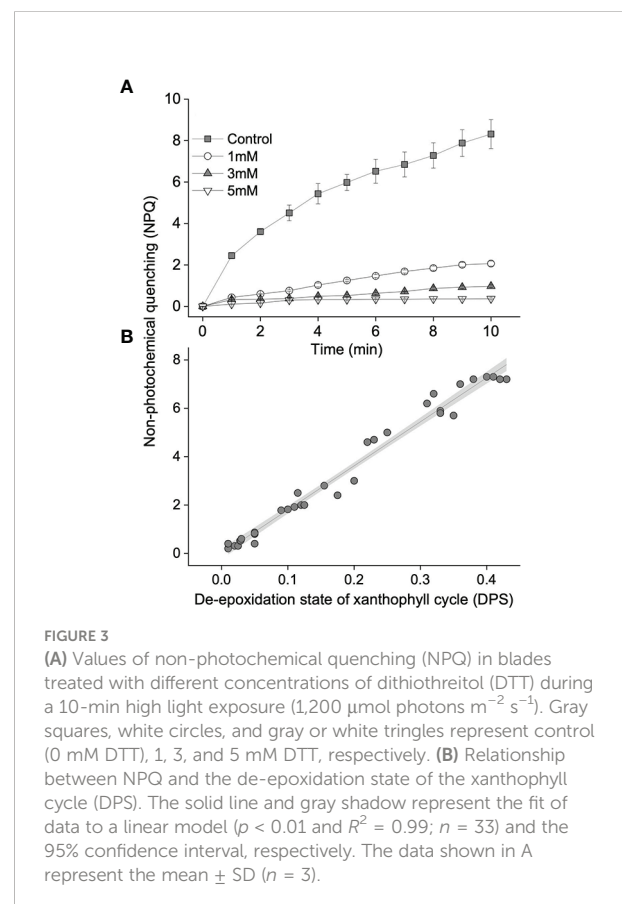 A
10
8
6
4
2
0
Control
1mM
3mM
5mM
0
2
4
6
8
10
Time (min)
Non-photochemical quenching (NPQ)
B
8
6
4
2
0
0.0
0.1
0.2
0.3
0.4
De-epoxidation state of xanthophyll cycle (DPS)
FIGURE 3
(A) Values of non-photochemical quenching (NPQ) in blades
treated with different concentrations of dithiothreitol (DTT) during
a 10-min high light exposure (1,200 μmol photons m⁻² s⁻¹). Gray
squares, white circles, and gray or white tringles represent control
(0 mM DTT), 1, 3, and 5 mM DTT, respectively. (B) Relationship
between NPQ and the de-epoxidation state of the xanthophyll
cycle (DPS). The solid line and gray shadow represent the fit of
data to a linear model (p < 0.01 and R² = 0.99; n = 33) and the
95% confidence interval, respectively. The data shown in A
represent the mean ± SD (n = 3).